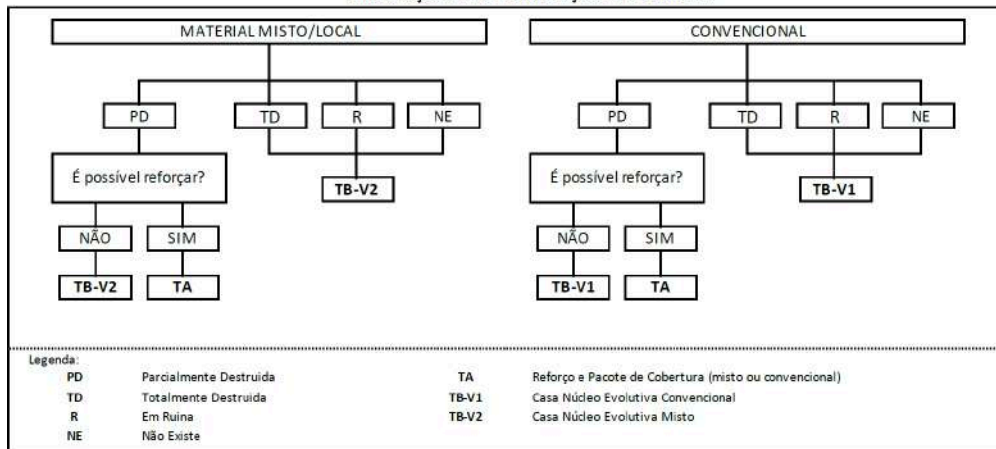 MATERIAL MISTO/LOCAL
PD
TD
R
NE
É possível reforçar?
TB-V2
NÃO
SIM
TB-V2
TA
CONVENCIONAL
PD
TD
R
NE
É possível reforçar?
TB-V1
NÃO
SIM
TB-V1
TA
Legenda:
PD Parcialmente Destruida
TD Totalmente Destruida
R Em Ruina
NE Não Existe
TA Reforço e Pacote de Cobertura (misto ou convencional)
TB-V1 Casa Núcleo Evolutiva Convencional
TB-V2 Casa Núcleo Evolutiva Misto